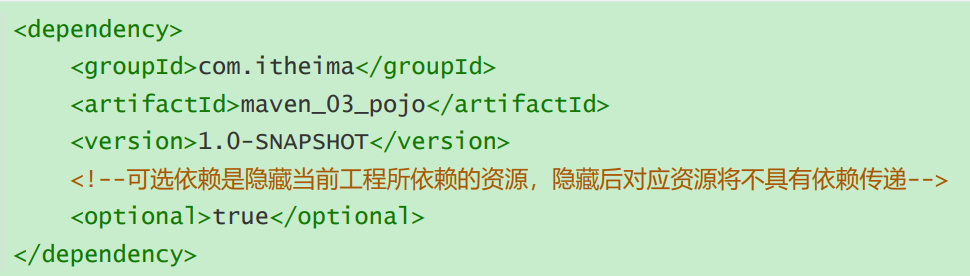 <dependency>
    <groupId>com.itheima</groupId>
    <artifactId>maven_03_pojo</artifactId>
    <version>1.0-SNAPSHOT</version>
    <!--可选依赖是隐藏当前工程所依赖的资源，隐藏后对应资源将不具有依赖传递-->
    <optional>true</optional>
</dependency>